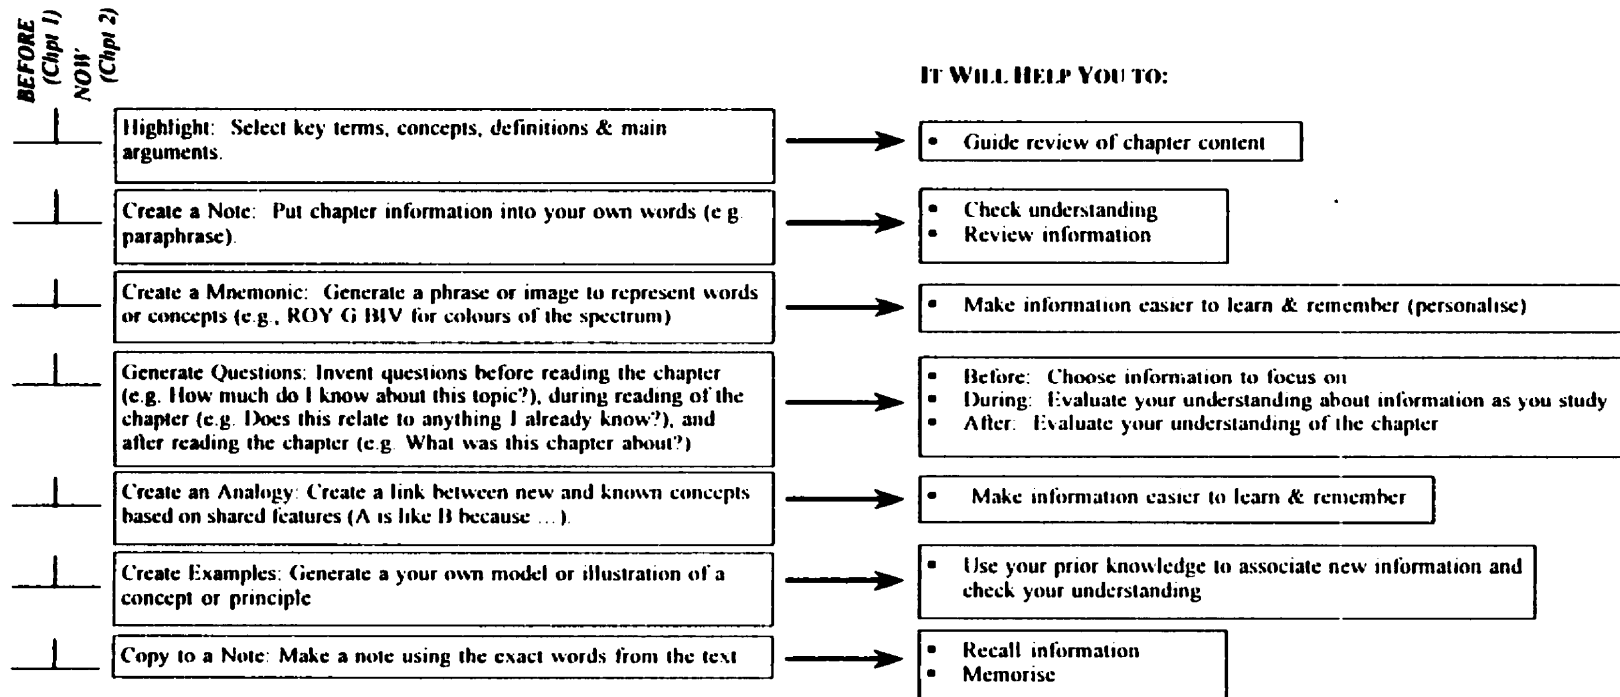 BEFORE
(Chpt 1)
NOW
(Chpt 2)
IT WILL HELP YOU TO:
Highlight: Select key terms, concepts, definitions & main
arguments.
▪ Guide review of chapter content
Create a Note: Put chapter information into your own words (e g.
paraphrase).
▪ Check understanding
▪ Review information
Create a Mnemonic: Generate a phrase or image to represent words
or concepts (e.g., ROY G BIV for colours of the spectrum)
▪ Make information easier to learn & remember (personalise)
Generate Questions: Invent questions before reading the chapter
(e.g. How much do I know about this topic?), during reading of the
chapter (e.g. Does this relate to anything I already know?), and
after reading the chapter (e.g. What was this chapter about?)
▪ Before: Choose information to focus on
▪ During: Evaluate your understanding about information as you study
▪ After: Evaluate your understanding of the chapter
Create an Analogy: Create a link between new and known concepts
based on shared features (A is like B because ...).
▪ Make information easier to learn & remember
Create Examples: Generate a your own model or illustration of a
concept or principle
▪ Use your prior knowledge to associate new information and
check your understanding
Copy to a Note: Make a note using the exact words from the text
▪ Recall information
▪ Memorise